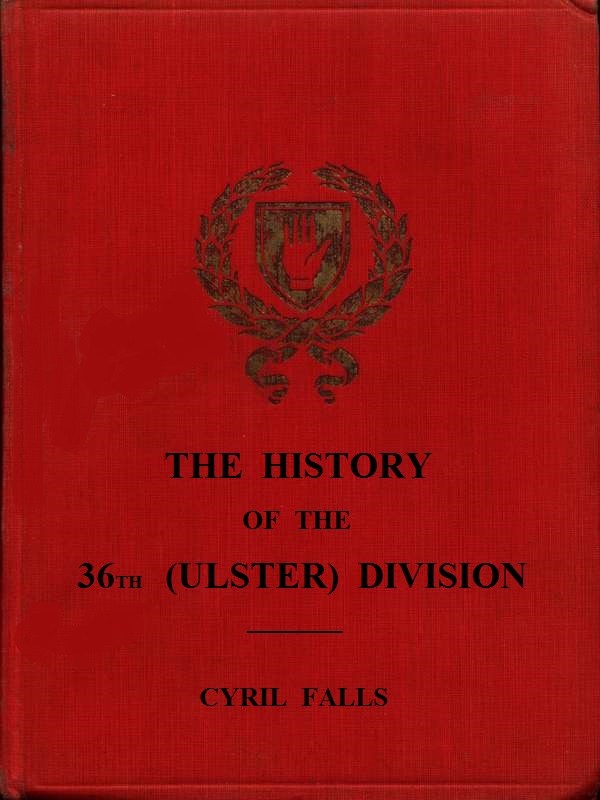 THE HISTORY
OF THE
36TH (ULSTER) DIVISION
CYRIL FALLS